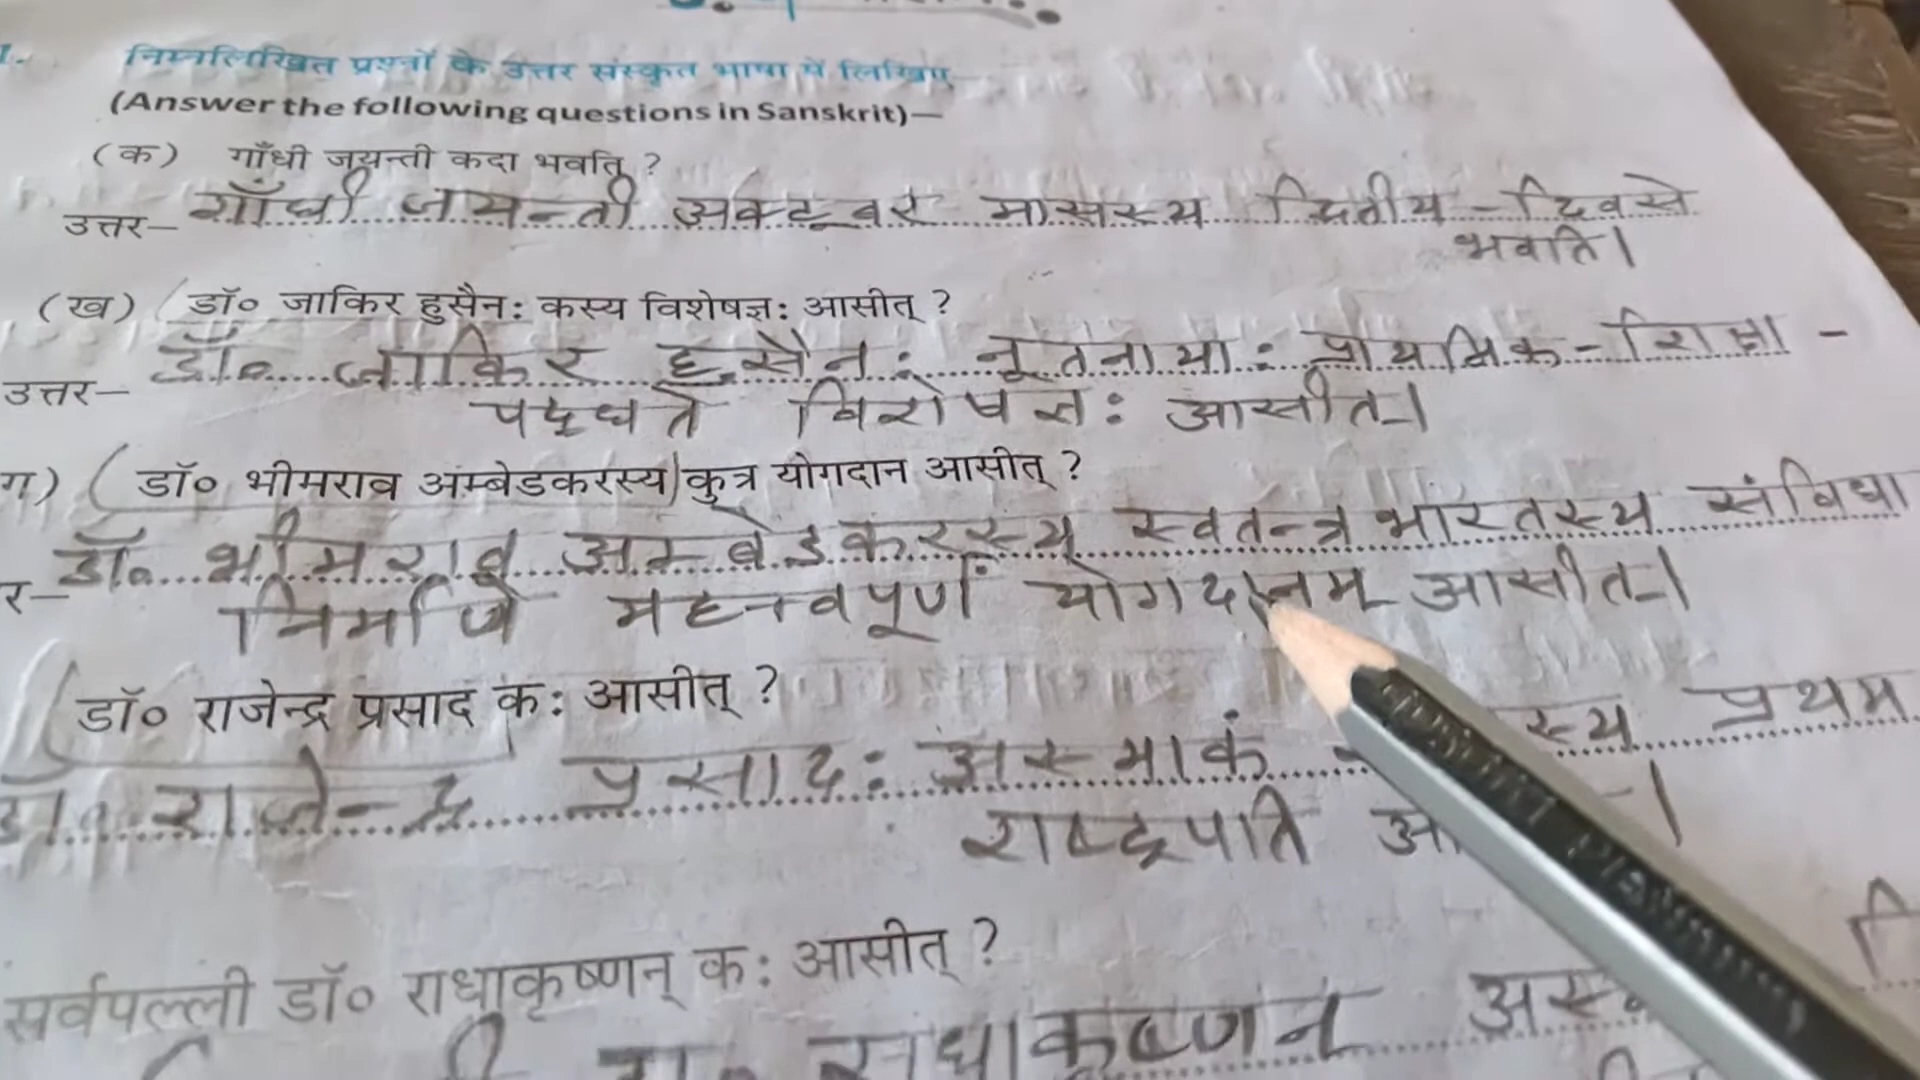 1. निम्नलिखित प्रश्नों के उत्तर संस्कृत भाषा में लिखिए
(Answer the following questions in Sanskrit)—
(क) गाँधी जयन्ती कदा भवति ?
उत्तर— गाँधी जयन्ती अक्टूबर मासस्य द्वितीय - दिवसे
भवति।
(ख) डॉ० जाकिर हुसैन: कस्य विशेषज्ञ: आसीत् ?
उत्तर— डॉ० जाकिर हुसैन: नूतनाया: प्राथमिक - शिक्षा -
पद्धते विशेषज्ञ: आसीत्।
ग) डॉ० भीमराव अम्बेडकरस्य कुत्र योगदान आसीत् ?
र— डॉ० भीमराव अम्बेडकरस्य स्वतन्त्र भारतस्य संविधा
निर्माणे महत्त्वपूर्णं योगदानम् आसीत्।
डॉ० राजेन्द्र प्रसाद क: आसीत् ?
डॉ० राजेन्द्र प्रसाद: अस्माकं स्य प्रथम
राष्ट्रपति
सर्वपल्ली डॉ० राधाकृष्णन् क: आसीत् ?
राधाकृष्णन